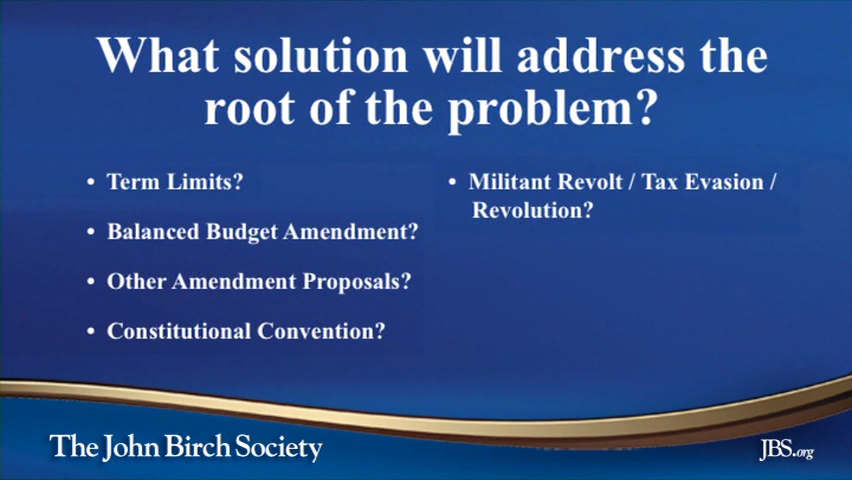 What solution will address the
root of the problem?
• Term Limits?
• Balanced Budget Amendment?
• Other Amendment Proposals?
• Constitutional Convention?
• Militant Revolt / Tax Evasion /
Revolution?
The John Birch Society
JBS.org